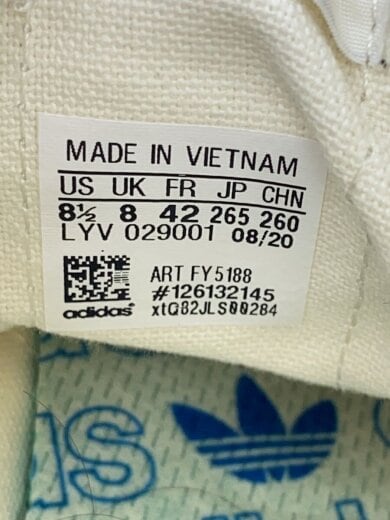 MADE IN VIETNAM
US UK FR JP CHN
8½ 8 42 265 260
LYV 029001 08/20
ART FY5188
#126132145
adidas xtQ82JLS00284